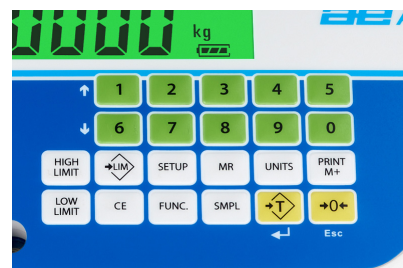 0000 kg
1 2 3 4 5
6 7 8 9 0
HIGH LIMIT →LIM← SETUP MR UNITS PRINT M+
LOW LIMIT CE FUNC. SMPL →T← →0←
Esc